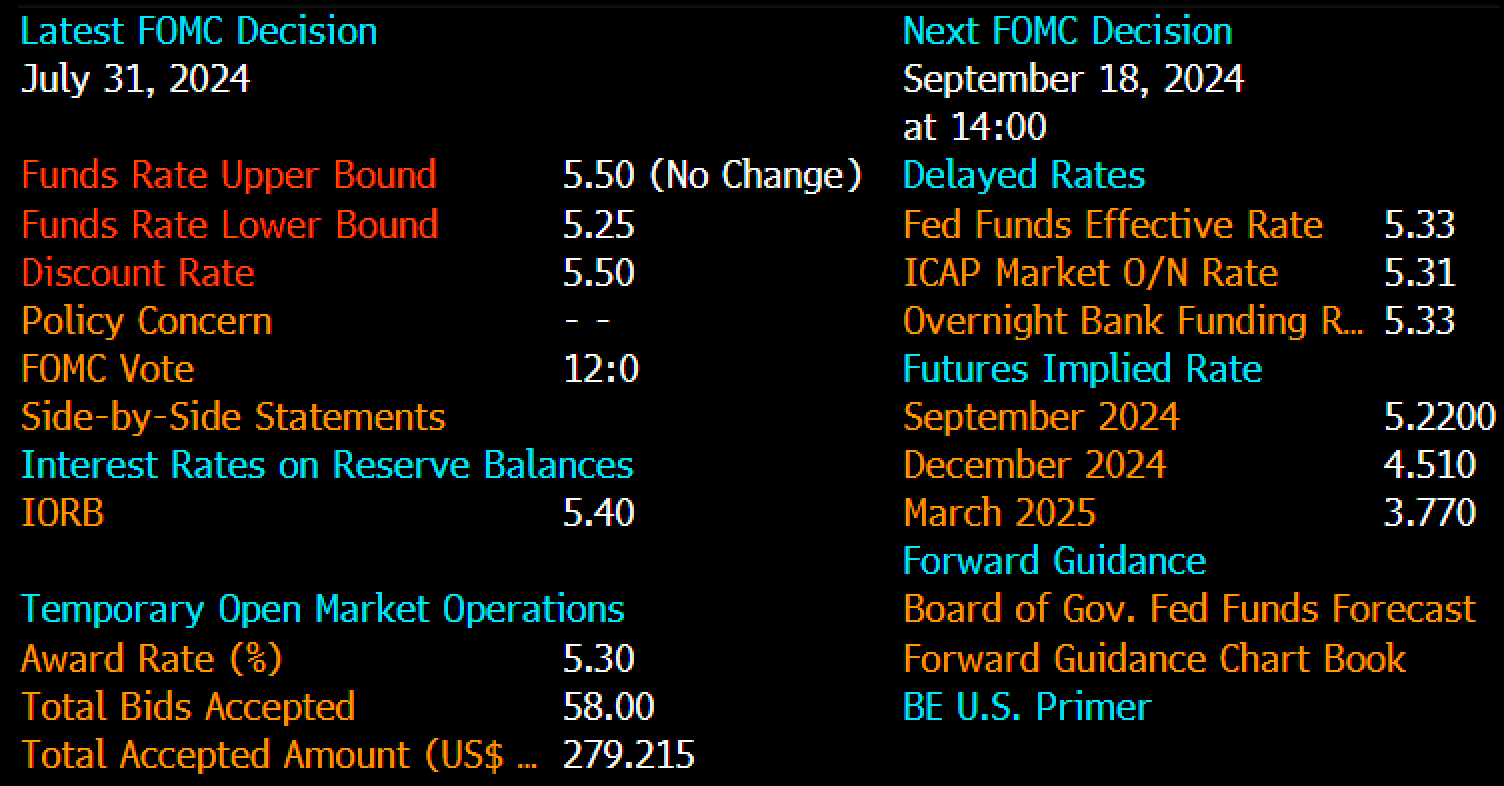 Latest FOMC Decision
July 31, 2024
Funds Rate Upper Bound 5.50 (No Change)
Funds Rate Lower Bound 5.25
Discount Rate 5.50
Policy Concern - -
FOMC Vote 12:0
Side-by-Side Statements
Interest Rates on Reserve Balances
IORB 5.40
Temporary Open Market Operations
Award Rate (%) 5.30
Total Bids Accepted 58.00
Total Accepted Amount (US$ ... 279.215
Next FOMC Decision
September 18, 2024
at 14:00
Delayed Rates
Fed Funds Effective Rate 5.33
ICAP Market O/N Rate 5.31
Overnight Bank Funding R... 5.33
Futures Implied Rate
September 2024 5.2200
December 2024 4.510
March 2025 3.770
Forward Guidance
Board of Gov. Fed Funds Forecast
Forward Guidance Chart Book
BE U.S. Primer